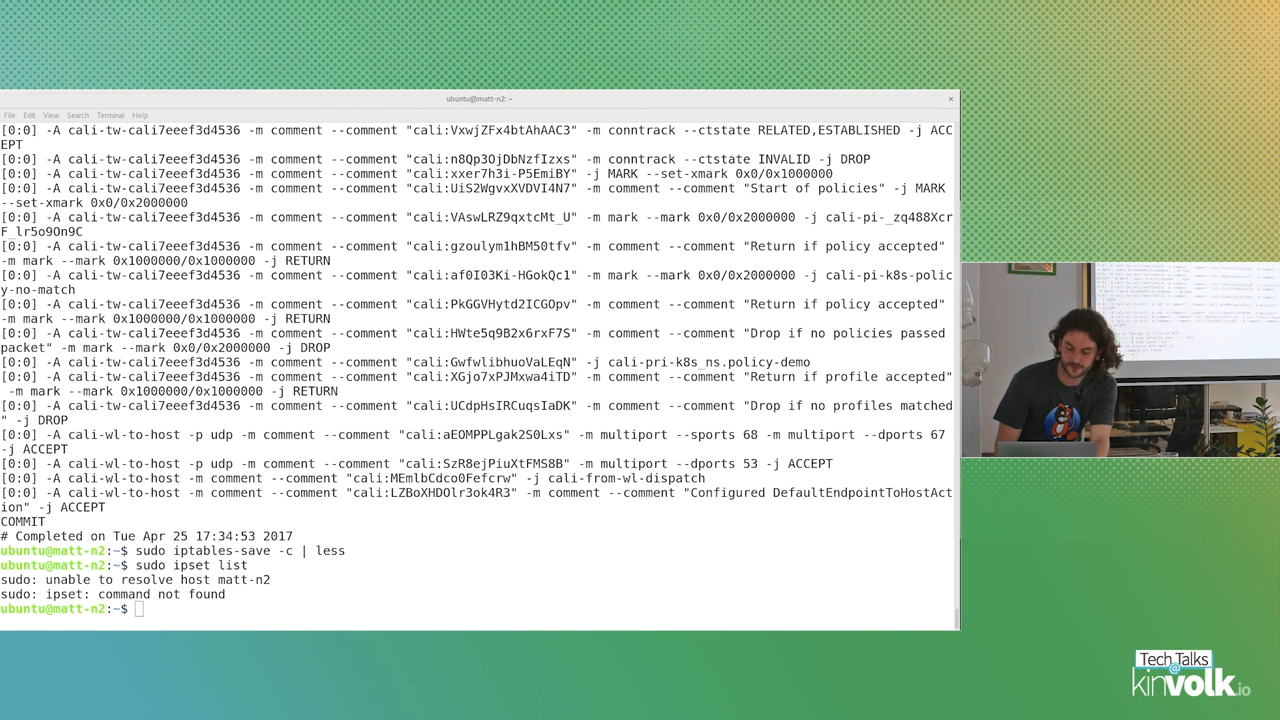 ubuntu@matt-n2: ~
File Edit View Search Terminal Help
[0:0] -A cali-tw-cali7eeef3d4536 -m comment --comment "cali:VxwjZFx4btAhAAC3" -m conntrack --ctstate RELATED,ESTABLISHED -j ACC
EPT
[0:0] -A cali-tw-cali7eeef3d4536 -m comment --comment "cali:n8Qp3OjDbNzfIzxs" -m conntrack --ctstate INVALID -j DROP
[0:0] -A cali-tw-cali7eeef3d4536 -m comment --comment "cali:xxer7h3i-P5EmiBY" -j MARK --set-xmark 0x0/0x1000000
[0:0] -A cali-tw-cali7eeef3d4536 -m comment --comment "cali:UiS2WgvxXVDVI4N7" -m comment --comment "Start of policies" -j MARK
--set-xmark 0x0/0x2000000
[0:0] -A cali-tw-cali7eeef3d4536 -m comment --comment "cali:VAswLRZ9qxtcMt_U" -m mark --mark 0x0/0x2000000 -j cali-pi-_zq488Xcr
F_lr5o9On9C
[0:0] -A cali-tw-cali7eeef3d4536 -m comment --comment "cali:gzoulym1hBM50tfv" -m comment --comment "Return if policy accepted"
-m mark --mark 0x1000000/0x1000000 -j RETURN
[0:0] -A cali-tw-cali7eeef3d4536 -m comment --comment -m mark --mark 0x0/0x2000000 -j cali-pi-k8s-polic
y-no-match
[0:0] -A cali-tw-cali7eeef3d4536 -m comment --comment -m comment --comment "Return if policy accepted"
-m mark --mark 0x1000000/0x1000000 -j RETURN
[0:0] -A cali-tw-cali7eeef3d4536 -m comment --comment -m comment --comment "Drop if no policies passed
packet" -m mark --mark 0x0/0x2000000 -j DROP
[0:0] -A cali-tw-cali7eeef3d4536 -m comment --comment -j cali-pri-k8s_ns.policy-demo
[0:0] -A cali-tw-cali7eeef3d4536 -m comment --comment "cali:XGjo7xPJMxwa4iTD" -m comment --comment "Return if profile accepted"
-m mark --mark 0x1000000/0x1000000 -j RETURN
[0:0] -A cali-tw-cali7eeef3d4536 -m comment --comment "cali:UCdpHsIRCuqsIaDK" -m comment --comment "Drop if no profiles matched
" -j DROP
[0:0] -A cali-wl-to-host -p udp -m comment --comment "cali:aEOMPPLgak2S0Lxs" -m multiport --sports 68 -m multiport --dports 67
-j ACCEPT
[0:0] -A cali-wl-to-host -p udp -m comment --comment "cali:SzR8ejPiuXtFMS8B" -m multiport --dports 53 -j ACCEPT
[0:0] -A cali-wl-to-host -m comment --comment "cali:MEmlbCdco0Fefcrw" -j cali-from-wl-dispatch
[0:0] -A cali-wl-to-host -m comment --comment "cali:LZBoXHDOlr3ok4R3" -m comment --comment "Configured DefaultEndpointToHostAct
ion" -j ACCEPT
COMMIT
# Completed on Tue Apr 25 17:34:53 2017
ubuntu@matt-n2:~$ sudo iptables-save -c | less
ubuntu@matt-n2:~$ sudo ipset list
sudo: unable to resolve host matt-n2
sudo: ipset: command not found
ubuntu@matt-n2:~$
Tech Talks
@
kinvolk.io